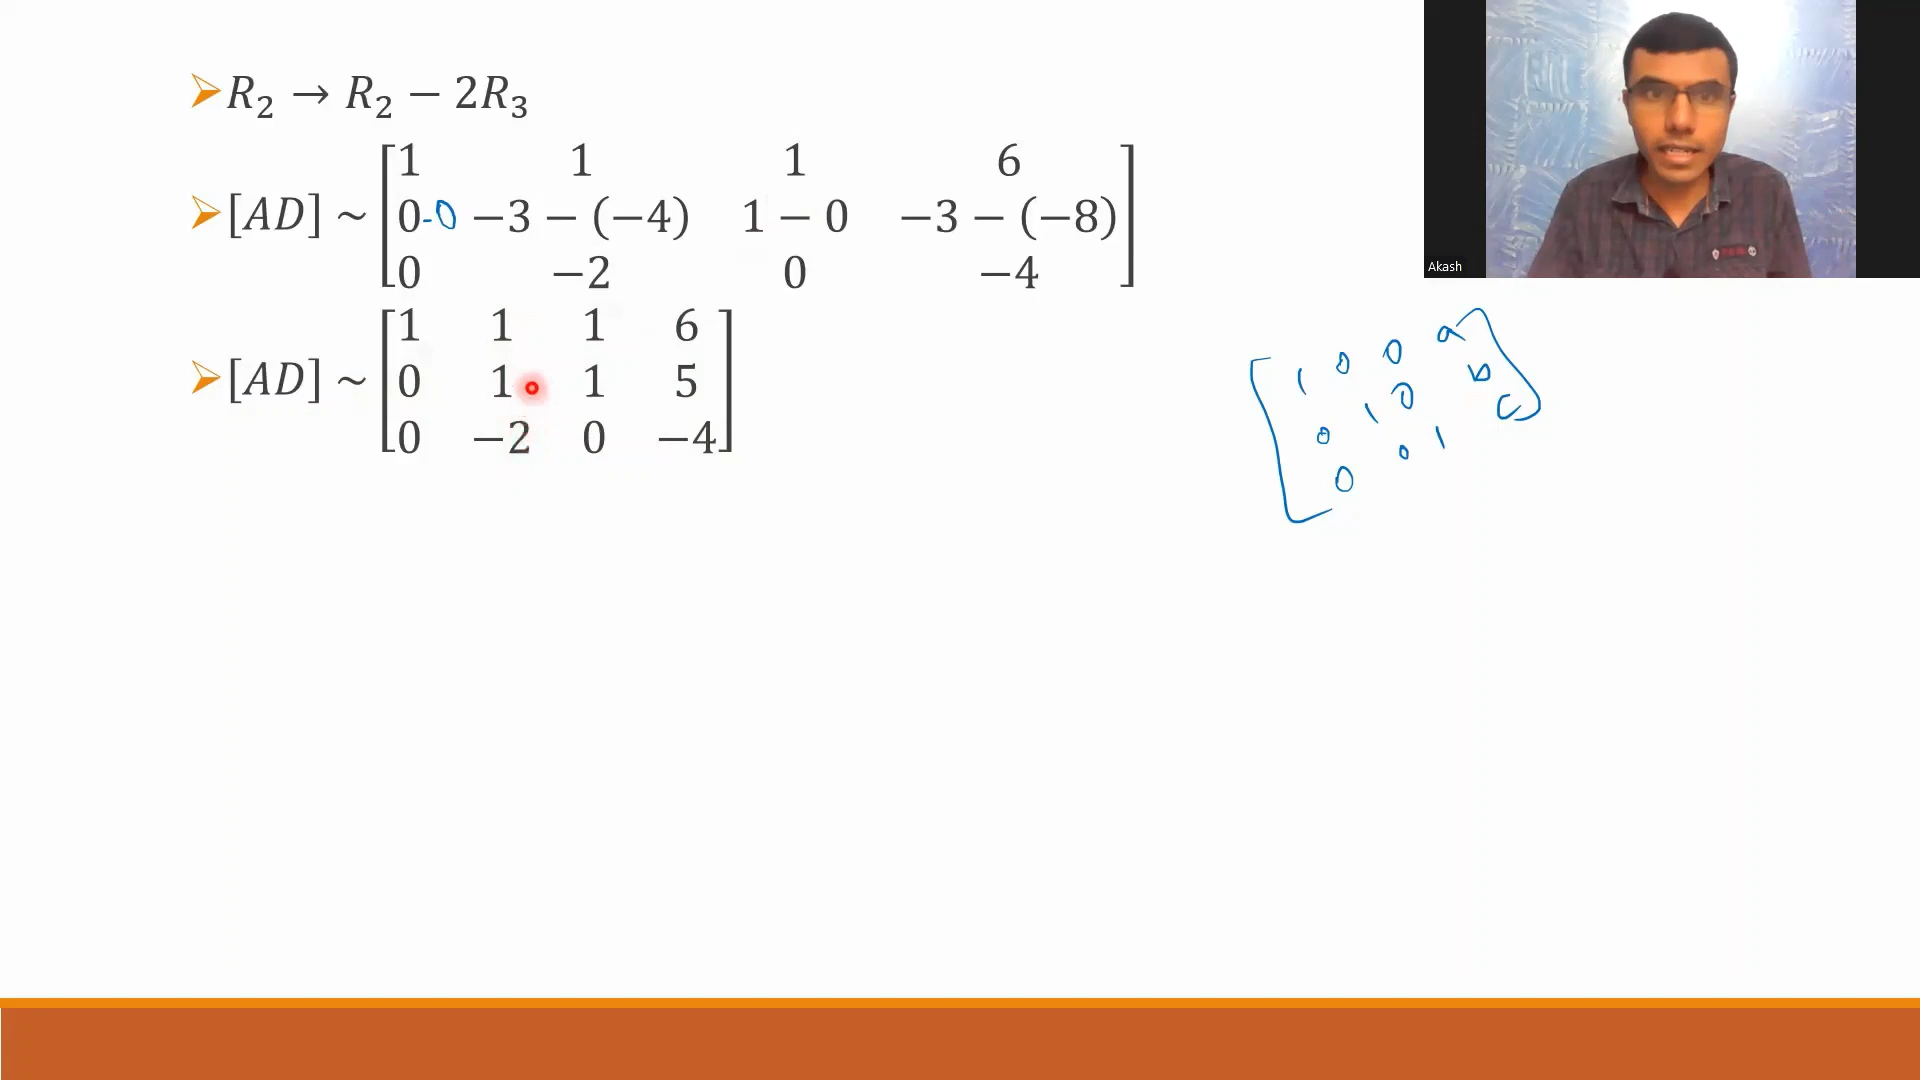 R₂ → R₂ − 2R₃
[AD] ~ [1 1 1 6
0-0 −3 − (−4) 1 − 0 −3 − (−8)
0 −2 0 −4]
[AD] ~ [1 1 1 6
0 1 1 5
0 −2 0 −4]
Akash
[1 0 0 a
0 1 0 b
0 0 1 c]